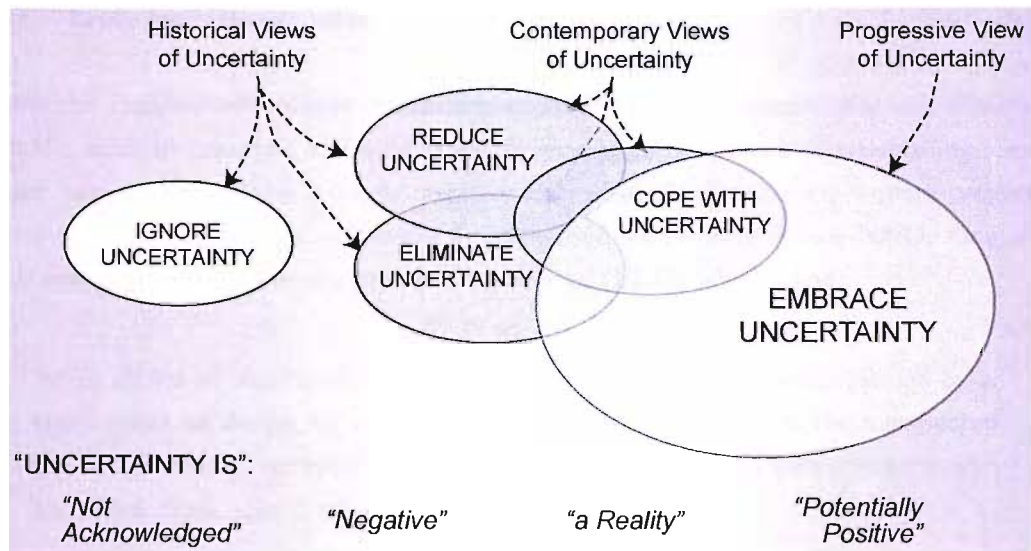 Historical Views
of Uncertainty
Contemporary Views
of Uncertainty
Progressive View
of Uncertainty
REDUCE
UNCERTAINTY
COPE WITH
UNCERTAINTY
IGNORE
UNCERTAINTY
ELIMINATE
UNCERTAINTY
EMBRACE
UNCERTAINTY
“UNCERTAINTY IS”:
“Not
Acknowledged”
“Negative”
“a Reality”
“Potentially
Positive”